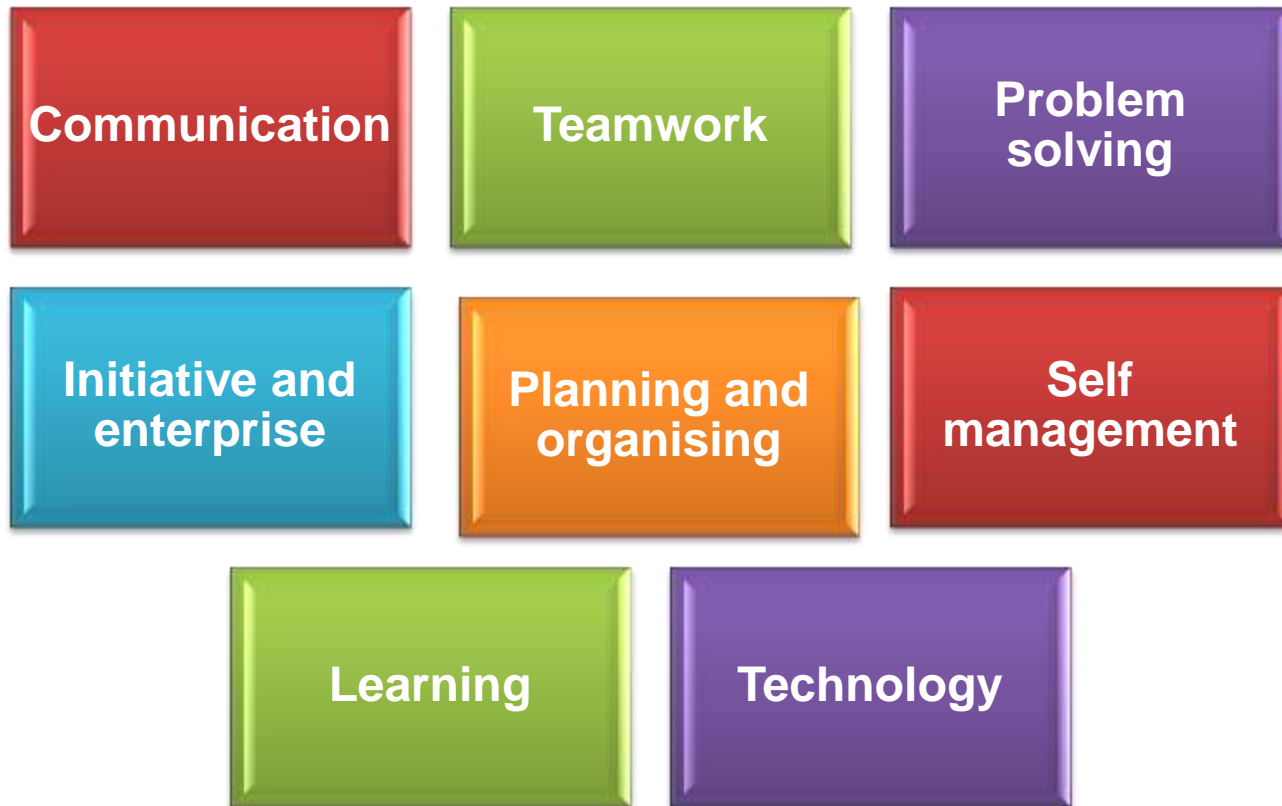 Communication
Teamwork
Problem
solving
Initiative and
enterprise
Planning and
organising
Self
management
Learning
Technology